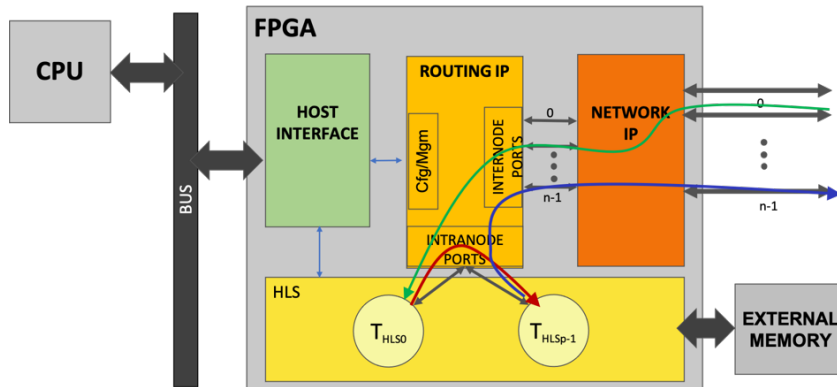 FPGA
CPU
BUS
HOST
INTERFACE
ROUTING IP
Cfg/Mgm
INTERNODE
PORTS
INTRANODE
PORTS
0
n-1
NETWORK
IP
0
n-1
HLS
THLS0
THLSp-1
EXTERNAL
MEMORY